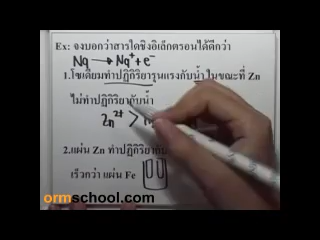 Ex: จงบอกว่าสารใดชิงอิเล็กตรอนได้ดีกว่า
Na → Na⁺ + e⁻
1.โซเดียมทำปฏิกิริยารุนแรงกับน้ำ ในขณะที่ Zn
ไม่ทำปฏิกิริยากับน้ำ
Zn²⁺ >
2.แผ่น Zn ทำปฏิกิริยากับ
เร็วกว่า แผ่น Fe
ormschool.com